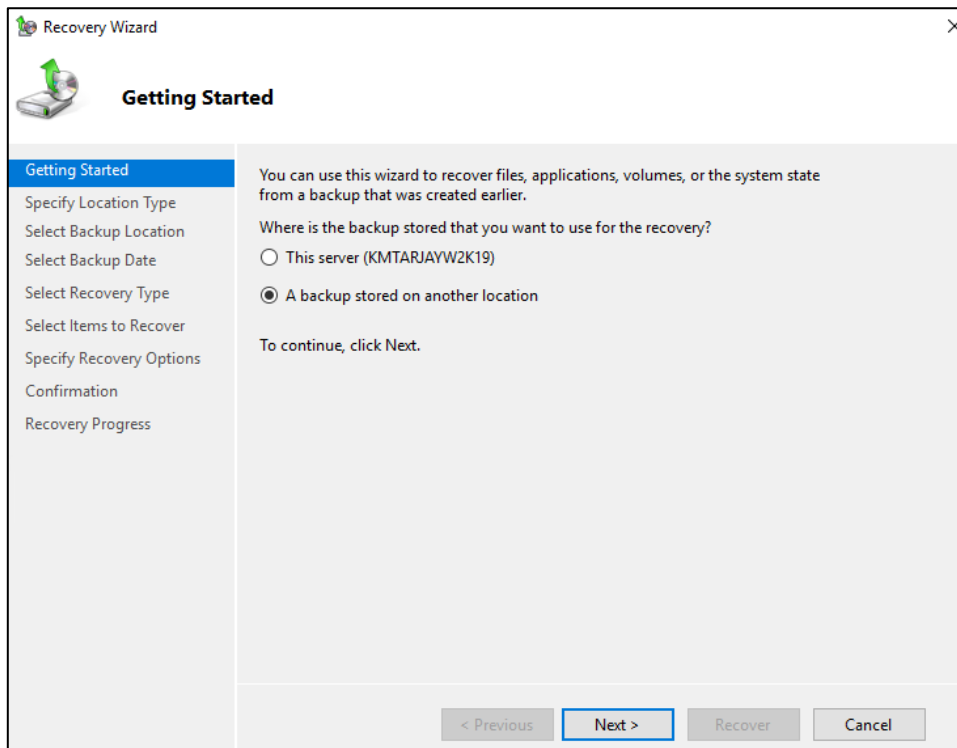 Recovery Wizard
Getting Started
Getting Started
Specify Location Type
Select Backup Location
Select Backup Date
Select Recovery Type
Select Items to Recover
Specify Recovery Options
Confirmation
Recovery Progress
You can use this wizard to recover files, applications, volumes, or the system state
from a backup that was created earlier.
Where is the backup stored that you want to use for the recovery?
This server (KMTARJAYW2K19)
A backup stored on another location
To continue, click Next.
< Previous
Next >
Recover
Cancel